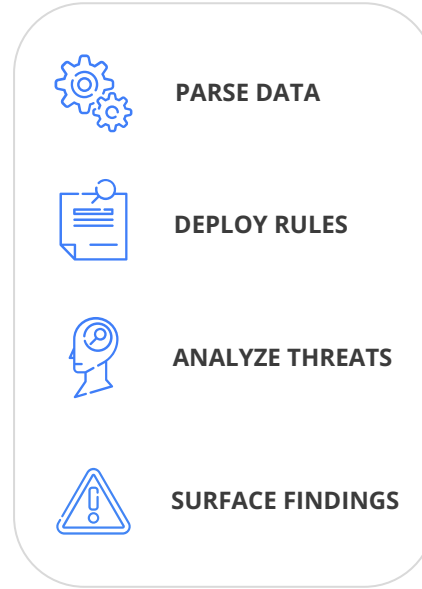 PARSE DATA
DEPLOY RULES
ANALYZE THREATS
SURFACE FINDINGS